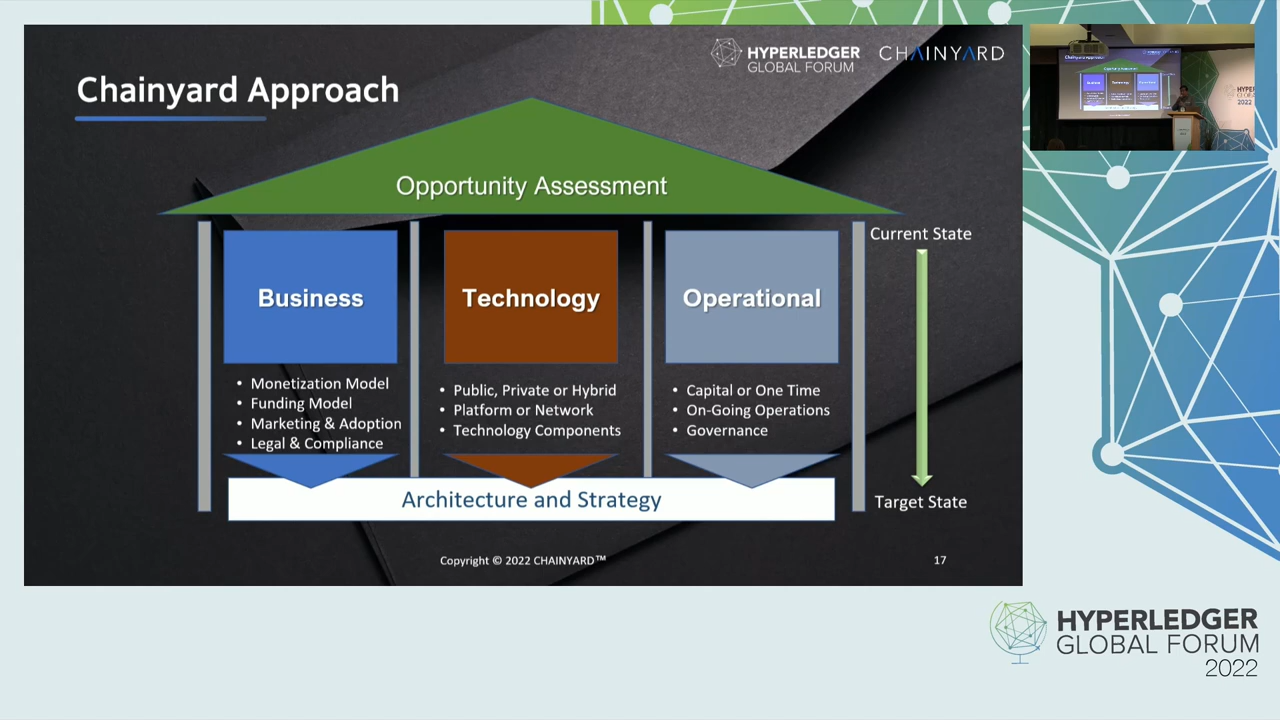 HYPERLEDGER
GLOBAL FORUM
CHAINYARD
Chainyard Approach
Opportunity Assessment
Current State
Business
Technology
Operational
• Monetization Model
• Funding Model
• Marketing & Adoption
• Legal & Compliance
• Public, Private or Hybrid
• Platform or Network
• Technology Components
• Capital or One Time
• On-Going Operations
• Governance
Architecture and Strategy
Target State
Copyright © 2022 CHAINYARD™
17
HYPERLEDGER
GLOBAL FORUM
2022